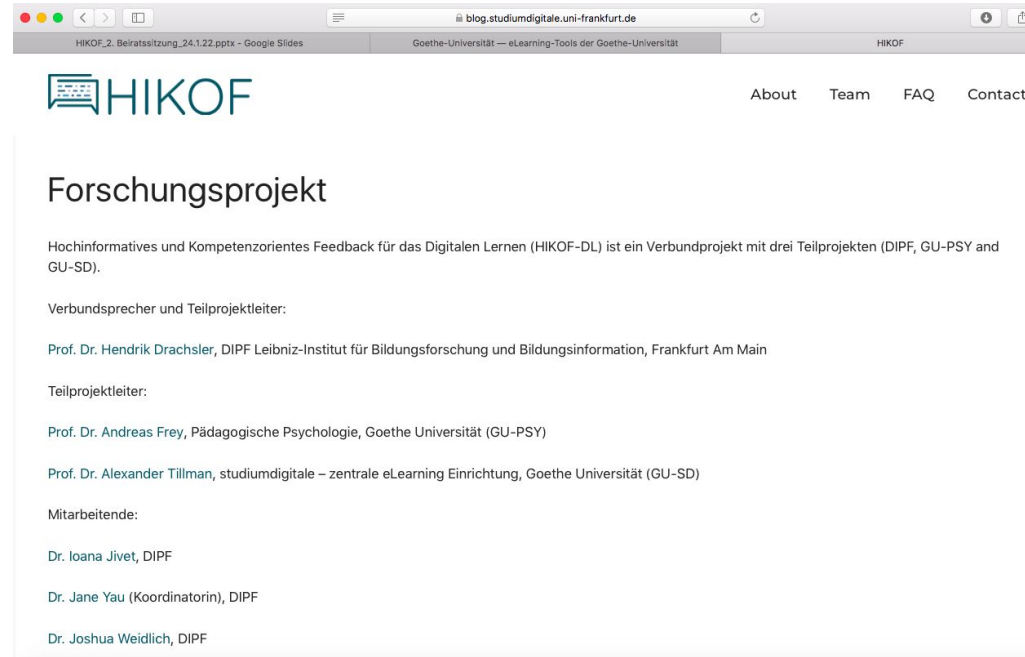 blog.studiumdigitale.uni-frankfurt.de
HIKOF_2. Beiratssitzung_24.1.22.pptx - Google Slides
Goethe-Universität — eLearning-Tools der Goethe-Universität
HIKOF
HIKOF
About
Team
FAQ
Contact
Forschungsprojekt
Hochinformatives und Kompetenzorientes Feedback für das Digitalen Lernen (HIKOF-DL) ist ein Verbundprojekt mit drei Teilprojekten (DIPF, GU-PSY and
GU-SD).
Verbundsprecher und Teilprojektleiter:
Prof. Dr. Hendrik Drachsler, DIPF Leibniz-Institut für Bildungsforschung und Bildungsinformation, Frankfurt Am Main
Teilprojektleiter:
Prof. Dr. Andreas Frey, Pädagogische Psychologie, Goethe Universität (GU-PSY)
Prof. Dr. Alexander Tillman, studiumdigitale – zentrale eLearning Einrichtung, Goethe Universität (GU-SD)
Mitarbeitende:
Dr. Ioana Jivet, DIPF
Dr. Jane Yau (Koordinatorin), DIPF
Dr. Joshua Weidlich, DIPF